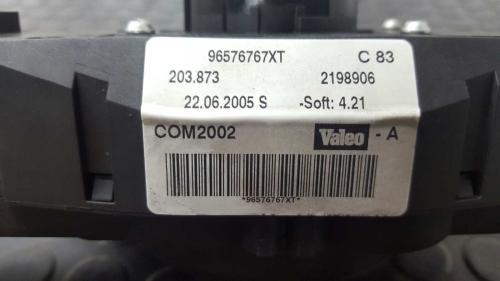 96576767XT C 83
203.873 2198906
22.06.2005 S -Soft: 4.21
COM2002 Valeo - A
*96576767XT*